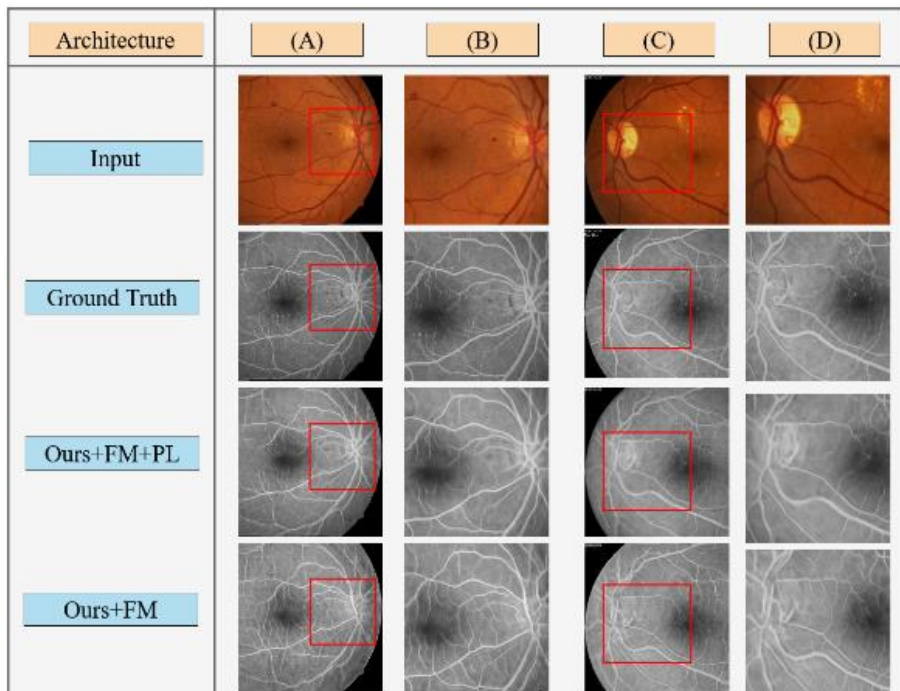 Architecture
(A)
(B)
(C)
(D)
Input
Ground Truth
Ours+FM+PL
Ours+FM